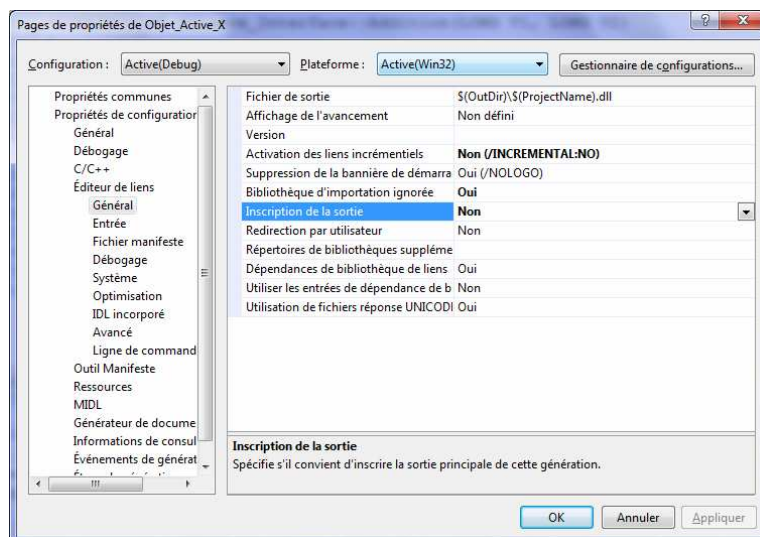 Pages de propriétés de Objet_Active_X
Configuration : Active(Debug) Plateforme : Active(Win32) Gestionnaire de configurations...
Propriétés communes
Propriétés de configuration
Général
Débogage
C/C++
Éditeur de liens
Général
Entrée
Fichier manifeste
Débogage
Système
Optimisation
IDL incorporé
Avancé
Ligne de command
Outil Manifeste
Ressources
MIDL
Générateur de docume
Informations de consul
Événements de générat
Fichier de sortie $(OutDir)\$(ProjectName).dll
Affichage de l'avancement Non défini
Version
Activation des liens incrémentiels Non (/INCREMENTAL:NO)
Suppression de la bannière de démarra Oui (/NOLOGO)
Bibliothèque d'importation ignorée Oui
Inscription de la sortie Non
Redirection par utilisateur Non
Répertoires de bibliothèques suppléme
Dépendances de bibliothèque de liens Oui
Utiliser les entrées de dépendance de b Non
Utilisation de fichiers réponse UNICODI Oui
Inscription de la sortie
Spécifie s'il convient d'inscrire la sortie principale de cette génération.
OK Annuler Appliquer